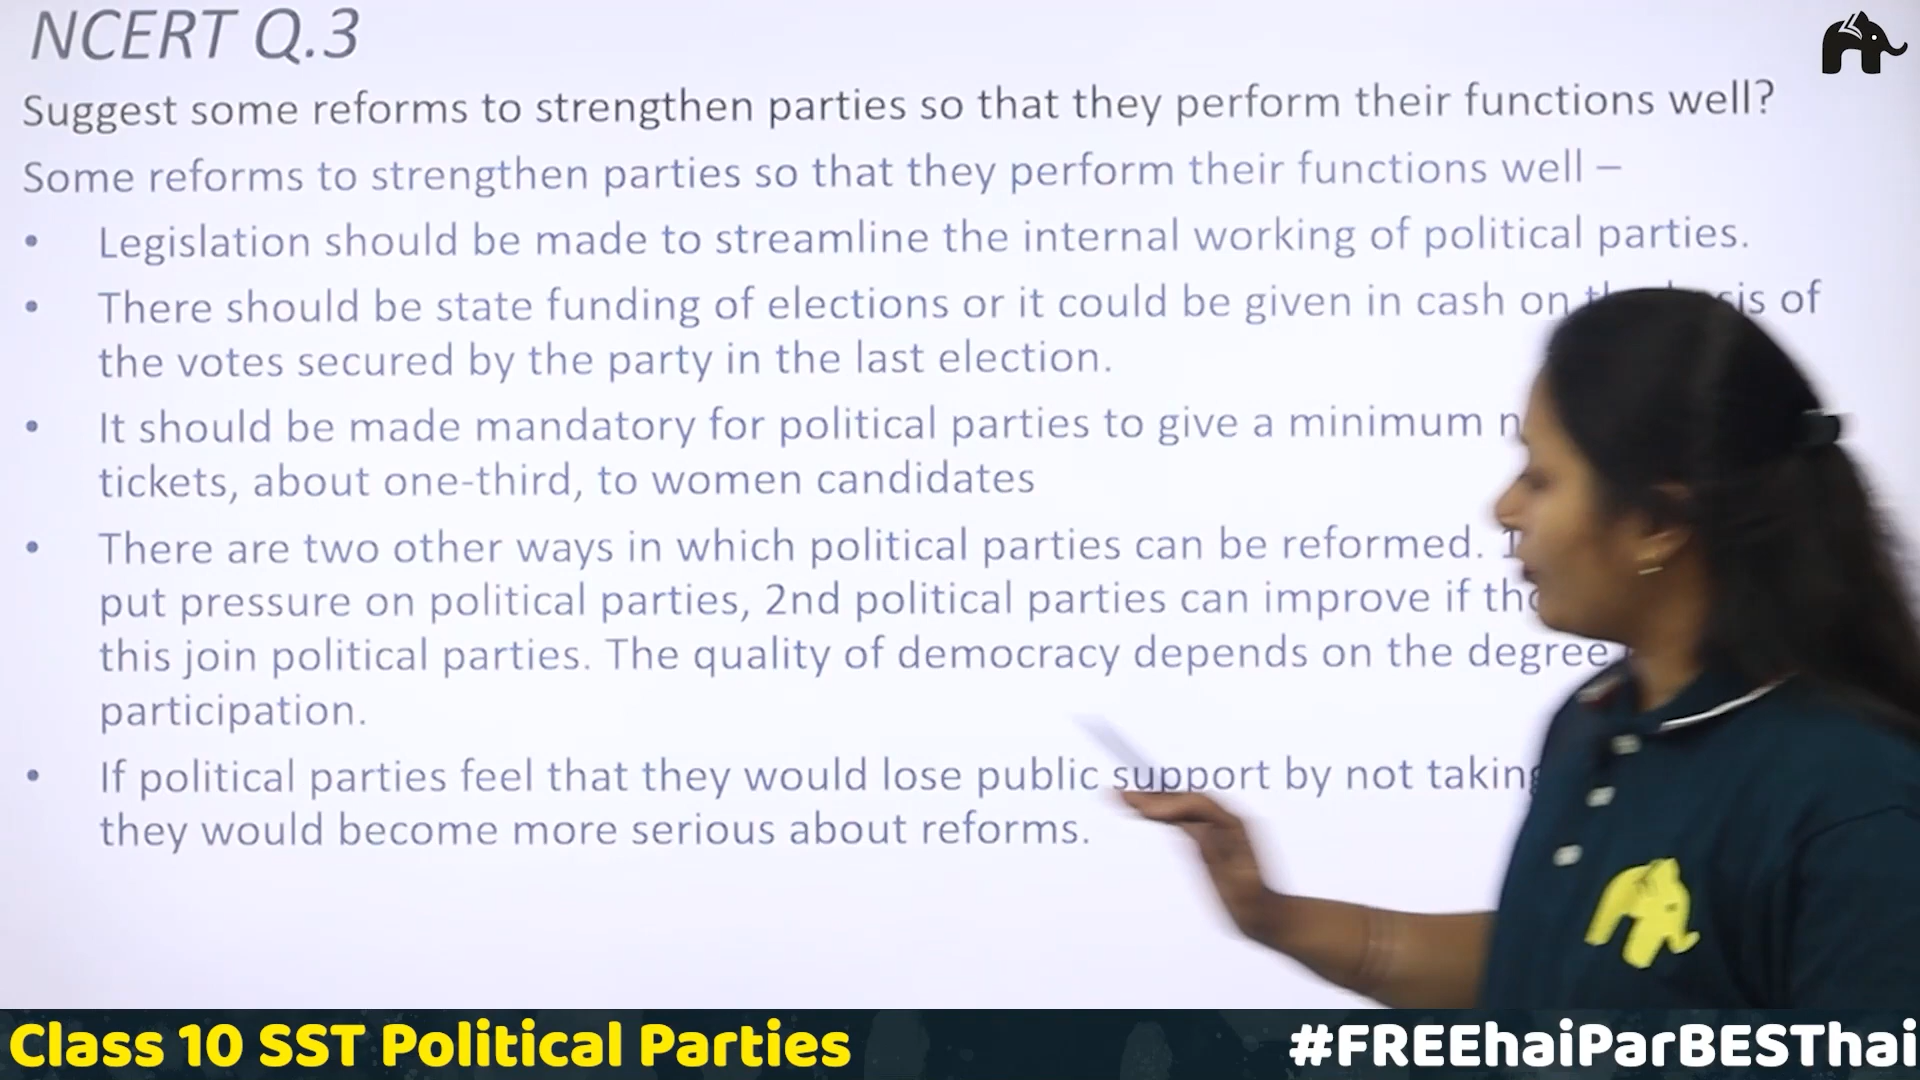 NCERT Q.3
Suggest some reforms to strengthen parties so that they perform their functions well?
Some reforms to strengthen parties so that they perform their functions well –
• Legislation should be made to streamline the internal working of political parties.
• There should be state funding of elections or it could be given in cash on of
the votes secured by the party in the last election.
• It should be made mandatory for political parties to give a minimum
tickets, about one-third, to women candidates
• There are two other ways in which political parties can be reformed.
put pressure on political parties, 2nd political parties can improve if
this join political parties. The quality of democracy depends on the degree
participation.
• If political parties feel that they would lose public support by not taking
they would become more serious about reforms.
Class 10 SST Political Parties
#FREEhaiParBESThai